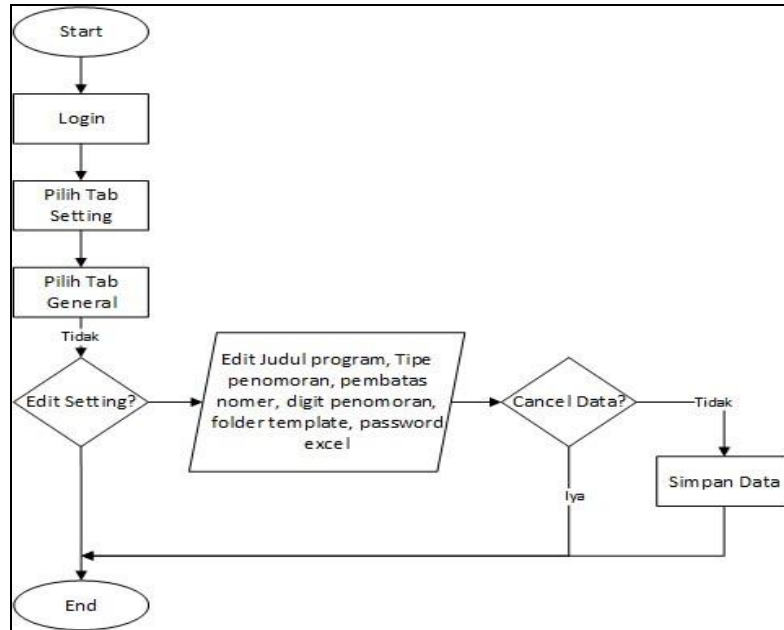 Start
Login
Pilih Tab
Setting
Pilih Tab
General
Tidak
Edit Setting?
Edit Judul program, Tipe
penomoran, pembatas
nomer, digit penomoran,
folder template, password
excel
Cancel Data?
Tidak
Simpan Data
Iya
End